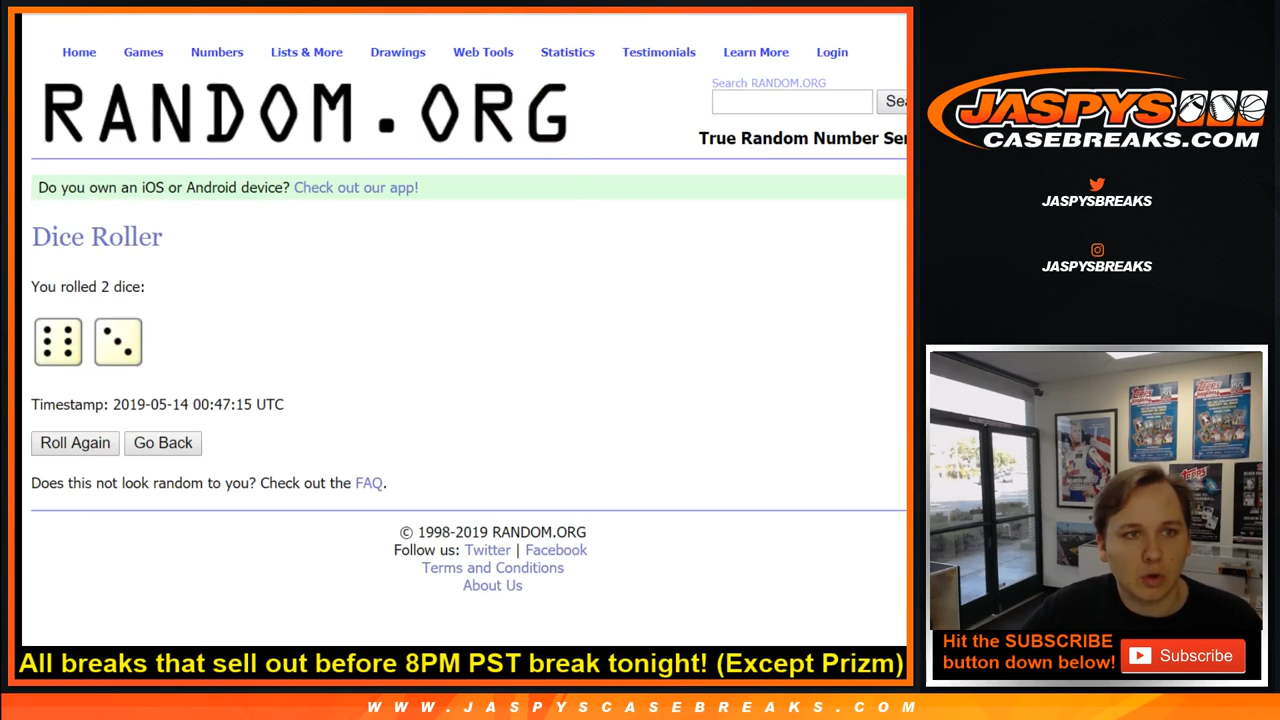 Home Games Numbers Lists & More Drawings Web Tools Statistics Testimonials Learn More Login
RANDOM.ORG
Search RANDOM.ORG
Sea
True Random Number Ser
Do you own an iOS or Android device? Check out our app!
Dice Roller
You rolled 2 dice:
Timestamp: 2019-05-14 00:47:15 UTC
Roll Again Go Back
Does this not look random to you? Check out the FAQ.
© 1998-2019 RANDOM.ORG
Follow us: Twitter | Facebook
Terms and Conditions
About Us
All breaks that sell out before 8PM PST break tonight! (Except Prizm)
WWW.JASPYSCASEBREAKS.COM
JASPYS
CASEBREAKS.COM
JASPYSBREAKS
JASPYSBREAKS
Topps
Topps
Topps
Hit the SUBSCRIBE
button down below!
Subscribe